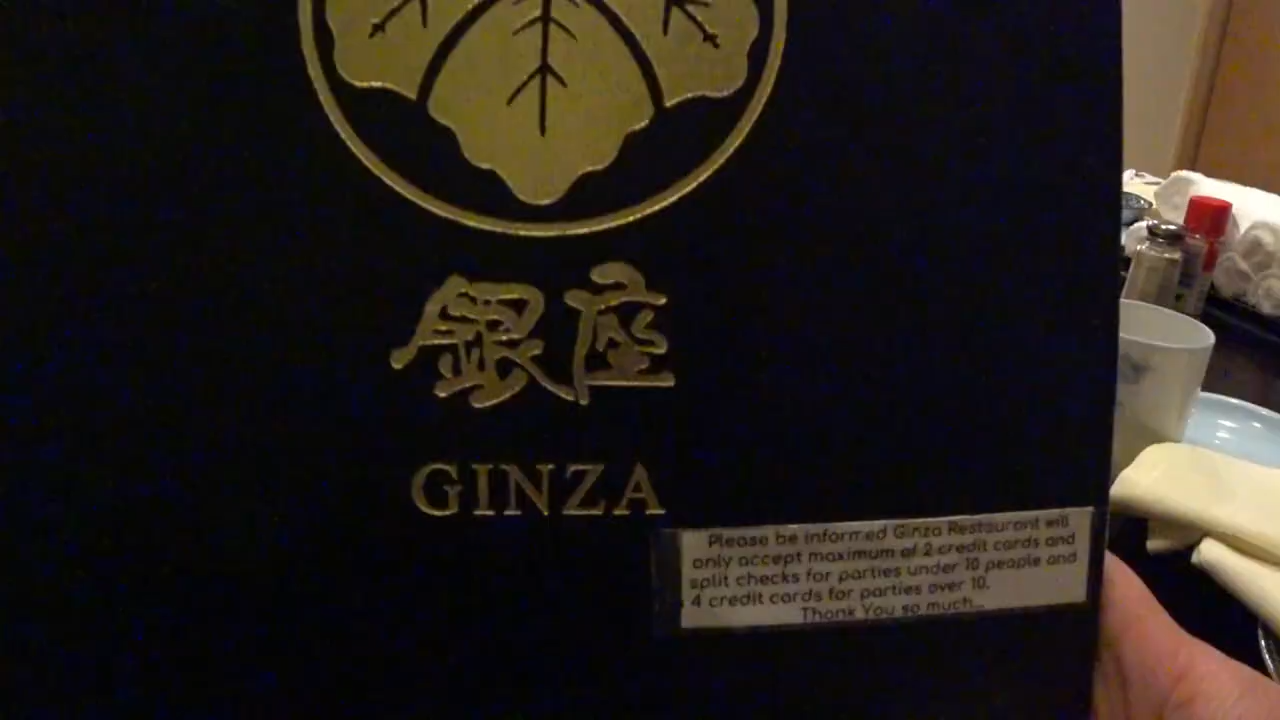 銀座
GINZA
Please be informed Ginza Restaurant will
only accept maximum of 2 credit cards and
split checks for parties under 10 people and
4 credit cards for parties over 10.
Thank You so much...